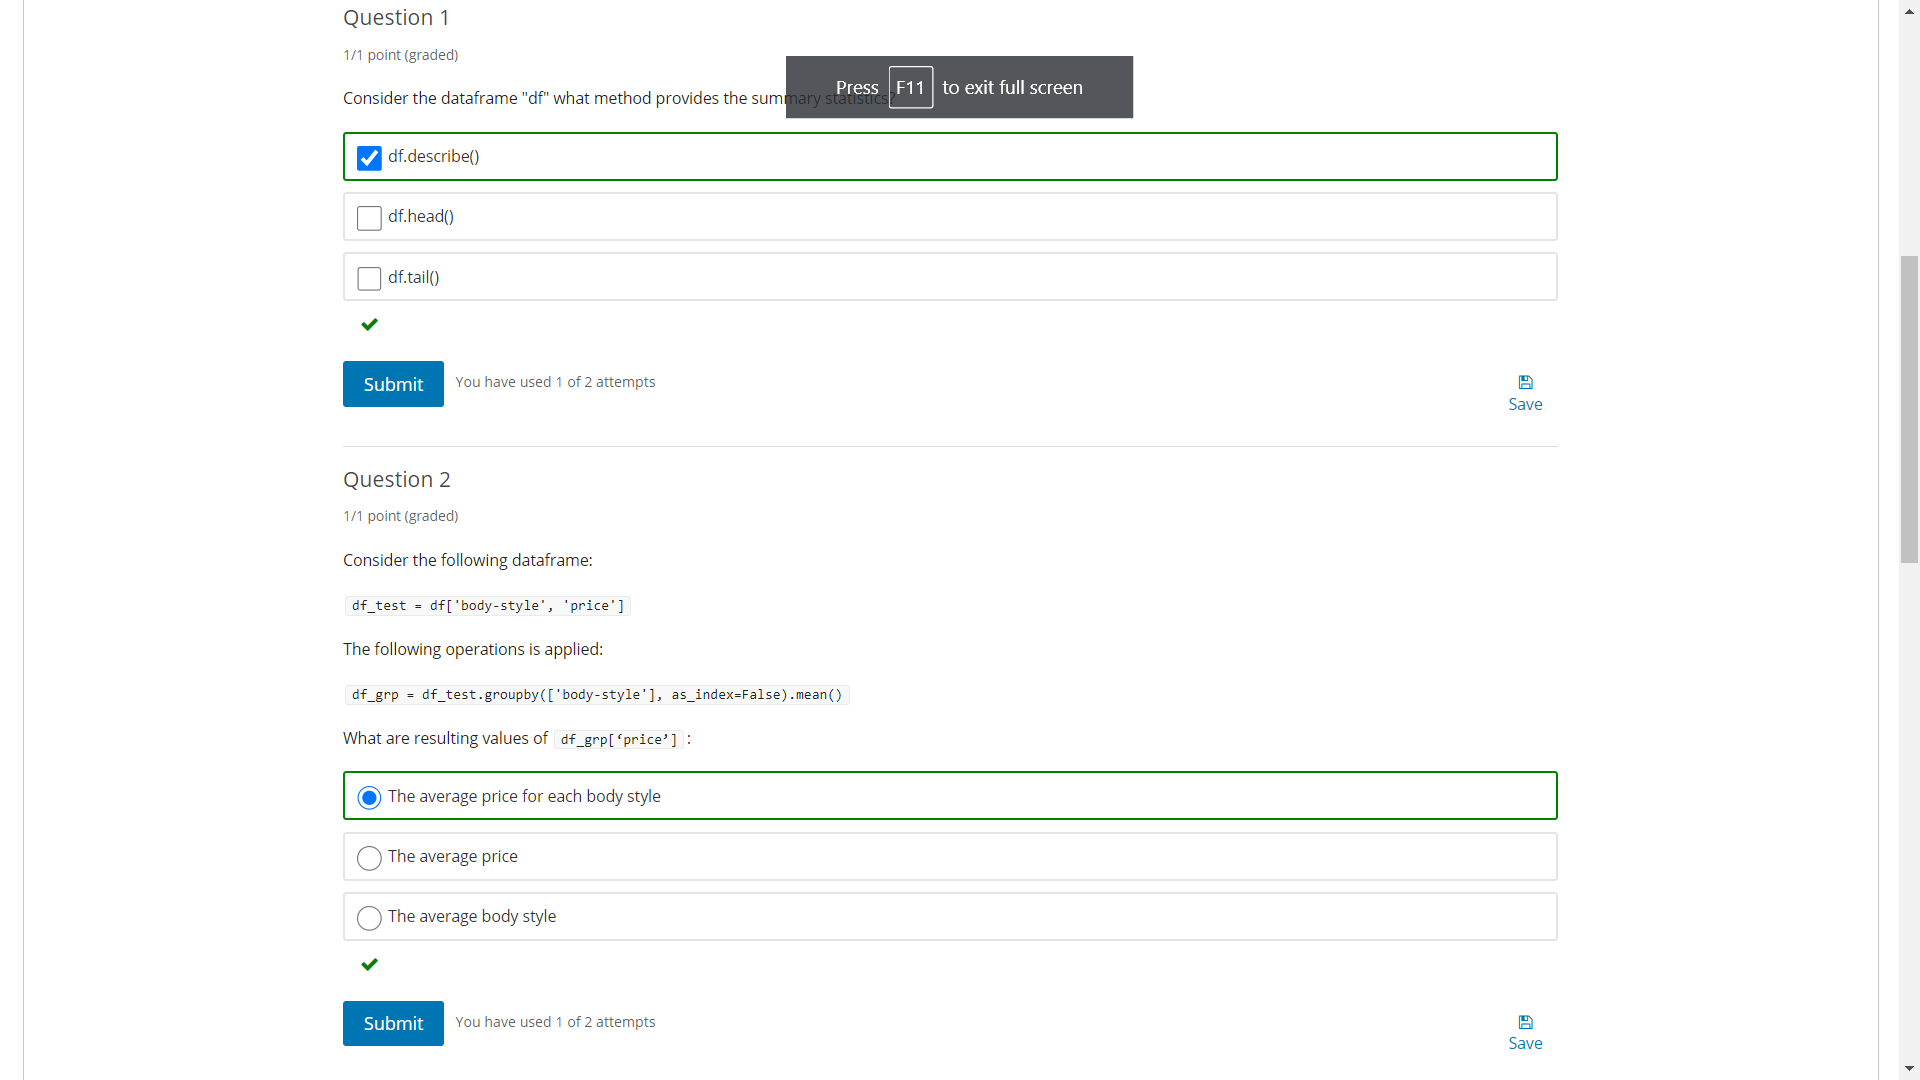 Question 1
1/1 point (graded)
Press F11 to exit full screen
Consider the dataframe "df" what method provides the summary statistics?
df.describe()
df.head()
df.tail()
Submit
You have used 1 of 2 attempts
Save
Question 2
1/1 point (graded)
Consider the following dataframe:
df_test = df['body-style', 'price']
The following operations is applied:
df_grp = df_test.groupby(['body-style'], as_index=False).mean()
What are resulting values of df_grp[‘price’] :
The average price for each body style
The average price
The average body style
Submit
You have used 1 of 2 attempts
Save